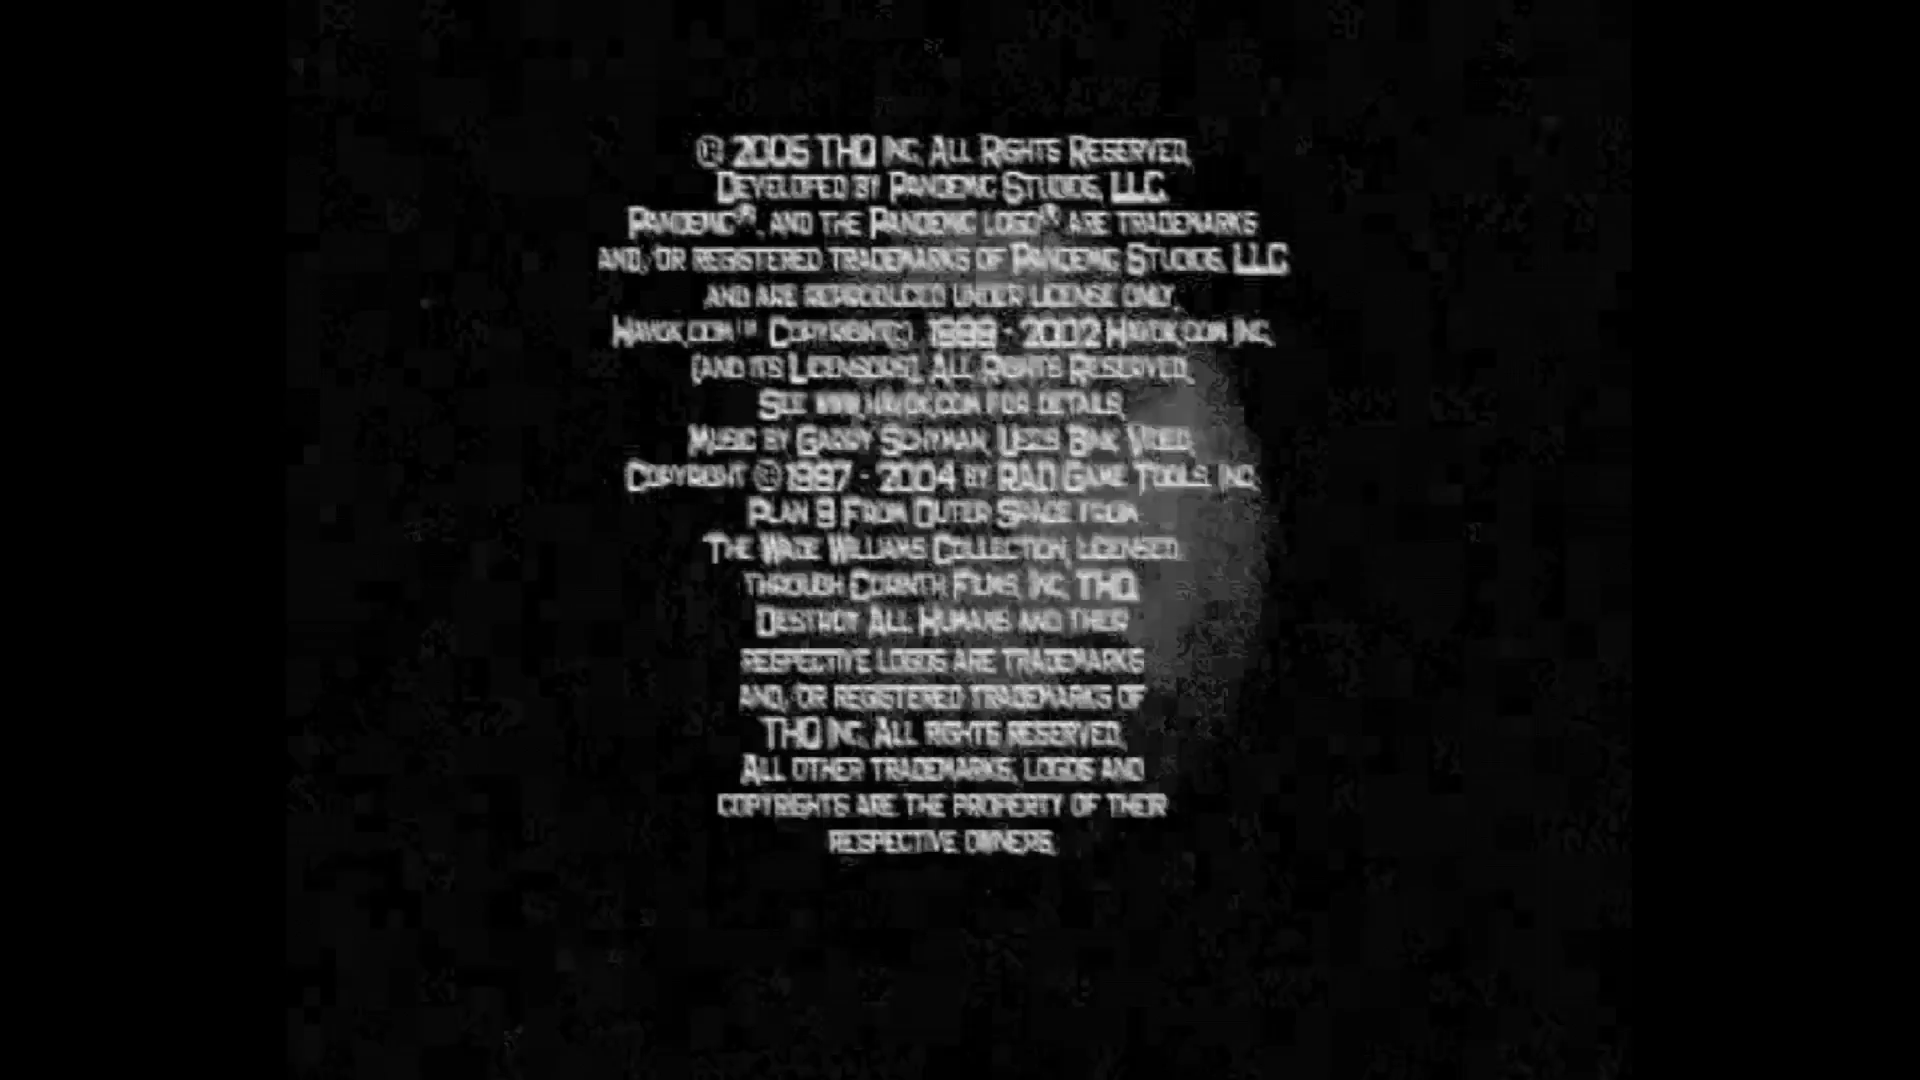 © 2005 THQ Inc. All Rights Reserved.
Developed by Pandemic Studios, LLC.
Pandemic®, and the Pandemic logo® are trademarks
and/or registered trademarks of Pandemic Studios, LLC
and are reproduced under license only.
Havok.com™ Copyright(c) 1999 - 2002 Havok.com Inc.
(and its Licensors). All Rights Reserved.
See www.havok.com for details.
Music by Garry Schyman. Uses Bink Video.
Copyright © 1997 - 2004 by RAD Game Tools, Inc.
Plan 9 From Outer Space from
The Wade Williams Collection, licensed
through Corinth Films, Inc. THQ,
Destroy All Humans and their
respective logos are trademarks
and/or registered trademarks of
THQ Inc. All rights reserved.
All other trademarks, logos and
copyrights are the property of their
respective owners.